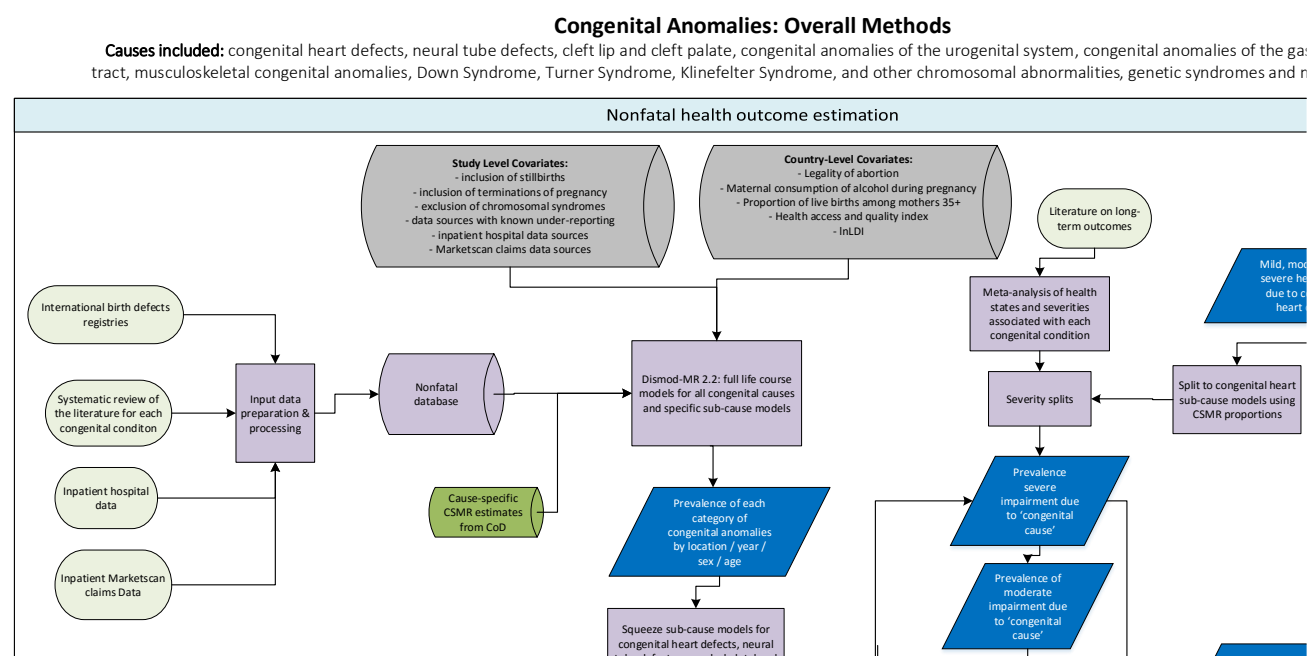 Congenital Anomalies: Overall Methods
Causes included: congenital heart defects, neural tube defects, cleft lip and cleft palate, congenital anomalies of the urogenital system, congenital anomalies of the
tract, musculoskeletal congenital anomalies, Down Syndrome, Turner Syndrome, Klinefelter Syndrome, and other chromosomal abnormalities, genetic syndromes and
Nonfatal health outcome estimation
Study Level Covariates:
- inclusion of stillbirths
- inclusion of terminations of pregnancy
- exclusion of chromosomal syndromes
- data sources with known under-reporting
- inpatient hospital data sources
- Marketscan claims data sources
Country-Level Covariates:
- Legality of abortion
- Maternal consumption of alcohol during pregnancy
- Proportion of live births among mothers 35+
- Health access and quality index
- lnLDI
Literature on long-
term outcomes
Mild,
severe
due to
heart
Meta-analysis of health
states and severities
associated with each
congenital condition
International birth defects
registries
Systematic review of
the literature for each
congenital conditon
Inpatient hospital
data
Inpatient Marketscan
claims Data
Input data
preparation &
processing
Nonfatal
database
Dismod-MR 2.2: full life course
models for all congenital causes
and specific sub-cause models
Severity splits
Split to congenital heart
sub-cause models using
CSMR proportions
Cause-specific
CSMR estimates
from CoD
Prevalence of each
category of
congenital anomalies
by location / year /
sex / age
Prevalence
severe
impairment due
to ‘congenital
cause’
Prevalence of
moderate
impairment due
to ‘congenital
cause’
Squeeze sub-cause models for
congenital heart defects, neural